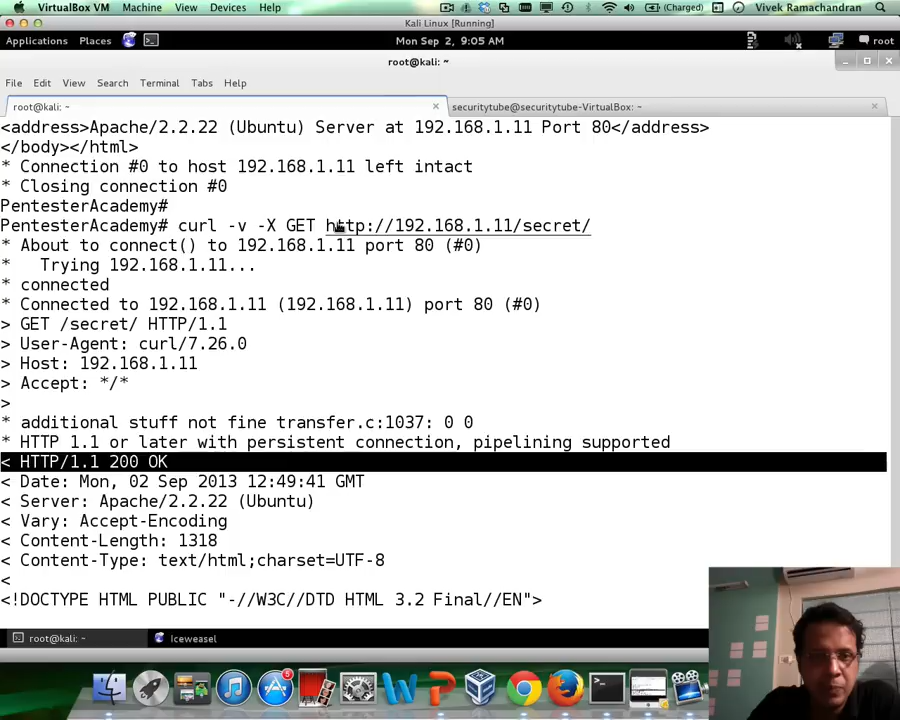 VirtualBox VM Machine View Devices Help (Charged) Vivek Ramachandran
Kali Linux [Running]
Applications Places Mon Sep 2, 9:05 AM root
root@kali: ~
File Edit View Search Terminal Tabs Help
root@kali: ~ securitytube@securitytube-VirtualBox: ~
<address>Apache/2.2.22 (Ubuntu) Server at 192.168.1.11 Port 80</address>
</body></html>
* Connection #0 to host 192.168.1.11 left intact
* Closing connection #0
PentesterAcademy#
PentesterAcademy# curl -v -X GET http://192.168.1.11/secret/
* About to connect() to 192.168.1.11 port 80 (#0)
*   Trying 192.168.1.11...
* connected
* Connected to 192.168.1.11 (192.168.1.11) port 80 (#0)
> GET /secret/ HTTP/1.1
> User-Agent: curl/7.26.0
> Host: 192.168.1.11
> Accept: */*
>
* additional stuff not fine transfer.c:1037: 0 0
* HTTP 1.1 or later with persistent connection, pipelining supported
< HTTP/1.1 200 OK
< Date: Mon, 02 Sep 2013 12:49:41 GMT
< Server: Apache/2.2.22 (Ubuntu)
< Vary: Accept-Encoding
< Content-Length: 1318
< Content-Type: text/html;charset=UTF-8
<
<!DOCTYPE HTML PUBLIC "-//W3C//DTD HTML 3.2 Final//EN">
root@kali: ~ Iceweasel